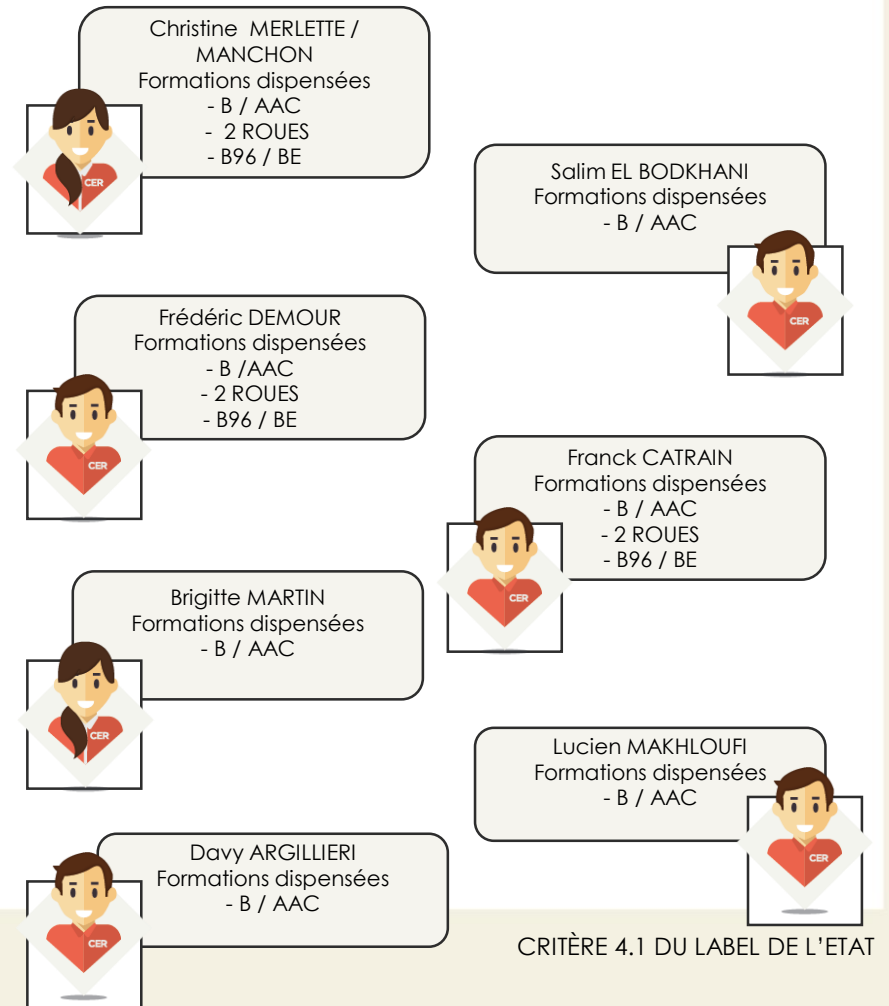 Christine  MERLETTE /
MANCHON
Formations dispensées
- B / AAC
-  2 ROUES
- B96 / BE
CER
Salim EL BODKHANI
Formations dispensées
- B / AAC
CER
Frédéric DEMOUR
Formations dispensées
- B /AAC
- 2 ROUES
- B96 / BE
CER
Franck CATRAIN
Formations dispensées
- B / AAC
- 2 ROUES
- B96 / BE
CER
Brigitte MARTIN
Formations dispensées
- B / AAC
CER
Lucien MAKHLOUFI
Formations dispensées
- B / AAC
CER
Davy ARGILLIERI
Formations dispensées
- B / AAC
CER
CRITÈRE 4.1 DU LABEL DE L’ETAT